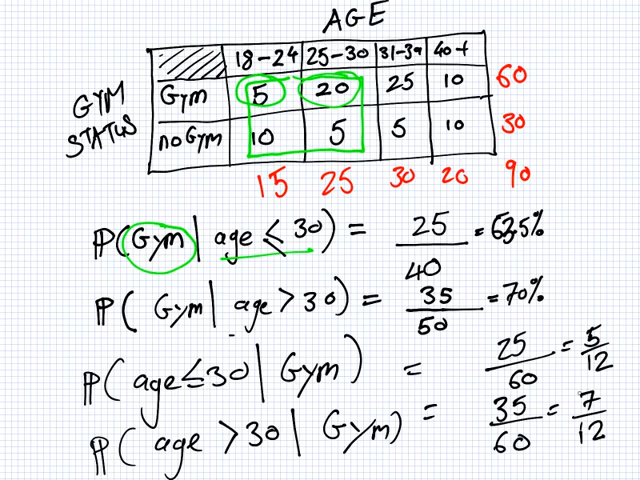 AGE
18-24 25-30 31-39 40+
GYM STATUS
Gym 5 20 25 10 60
no Gym 10 5 5 10 30
15 25 30 20 90
P(Gym | age ≤ 30) = 25/40 = 62.5%
P( Gym | age > 30) = 35/50 = 70%
P( age ≤ 30 | Gym) = 25/60 = 5/12
P( age > 30 | Gym) = 35/60 = 7/12